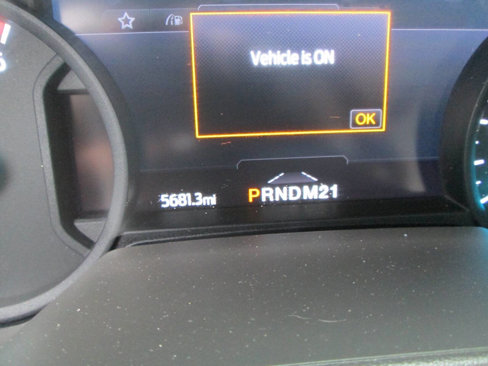 Vehicle is ON
OK
5681.3mi
PRNDM21